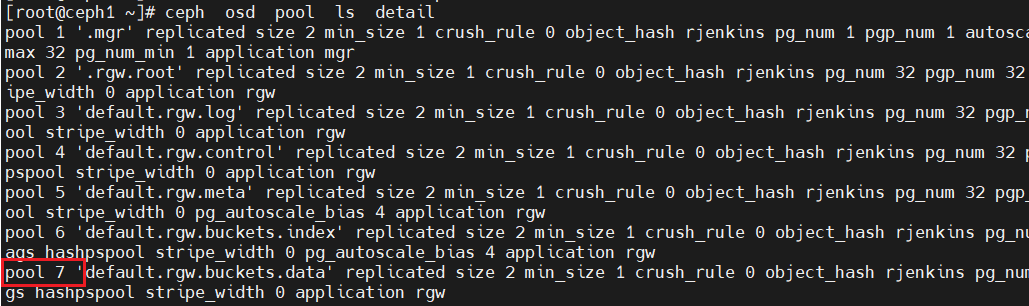 [root@ceph1 ~]# ceph  osd  pool  ls  detail
pool 1 '.mgr' replicated size 2 min_size 1 crush_rule 0 object_hash rjenkins pg_num 1 pgp_num 1 autosca
max 32 pg_num_min 1 application mgr
pool 2 '.rgw.root' replicated size 2 min_size 1 crush_rule 0 object_hash rjenkins pg_num 32 pgp_num 32
ipe_width 0 application rgw
pool 3 'default.rgw.log' replicated size 2 min_size 1 crush_rule 0 object_hash rjenkins pg_num 32 pgp_n
ool stripe_width 0 application rgw
pool 4 'default.rgw.control' replicated size 2 min_size 1 crush_rule 0 object_hash rjenkins pg_num 32 p
pspool stripe_width 0 application rgw
pool 5 'default.rgw.meta' replicated size 2 min_size 1 crush_rule 0 object_hash rjenkins pg_num 32 pgp_
ool stripe_width 0 pg_autoscale_bias 4 application rgw
pool 6 'default.rgw.buckets.index' replicated size 2 min_size 1 crush_rule 0 object_hash rjenkins pg_nu
ags hashpspool stripe_width 0 pg_autoscale_bias 4 application rgw
pool 7 'default.rgw.buckets.data' replicated size 2 min_size 1 crush_rule 0 object_hash rjenkins pg_num
gs hashpspool stripe_width 0 application rgw